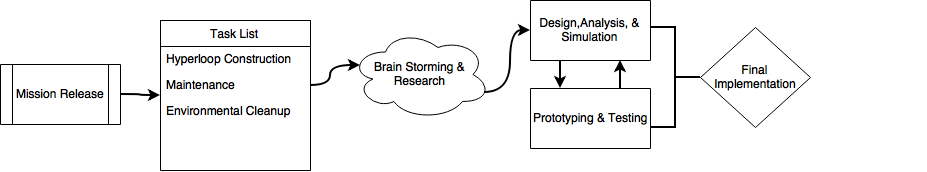 Mission Release
Task List
Hyperloop Construction
Maintenance
Environmental Cleanup
Brain Storming &
Research
Design,Analysis, &
Simulation
Prototyping & Testing
Final
Implementation